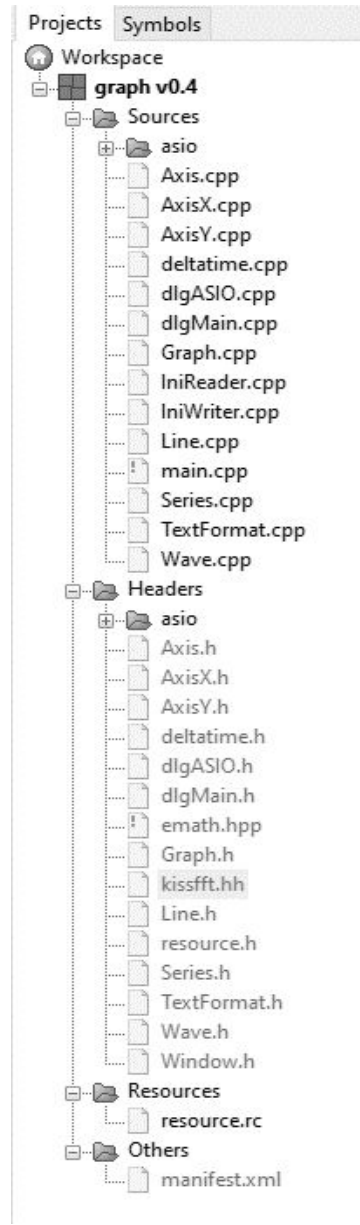 Projects Symbols
Workspace
graph v0.4
Sources
asio
Axis.cpp
AxisX.cpp
AxisY.cpp
deltatime.cpp
dlgASIO.cpp
dlgMain.cpp
Graph.cpp
IniReader.cpp
IniWriter.cpp
Line.cpp
main.cpp
Series.cpp
TextFormat.cpp
Wave.cpp
Headers
asio
Axis.h
AxisX.h
AxisY.h
deltatime.h
dlgASIO.h
dlgMain.h
emath.hpp
Graph.h
kissfft.hh
Line.h
resource.h
Series.h
TextFormat.h
Wave.h
Window.h
Resources
resource.rc
Others
manifest.xml